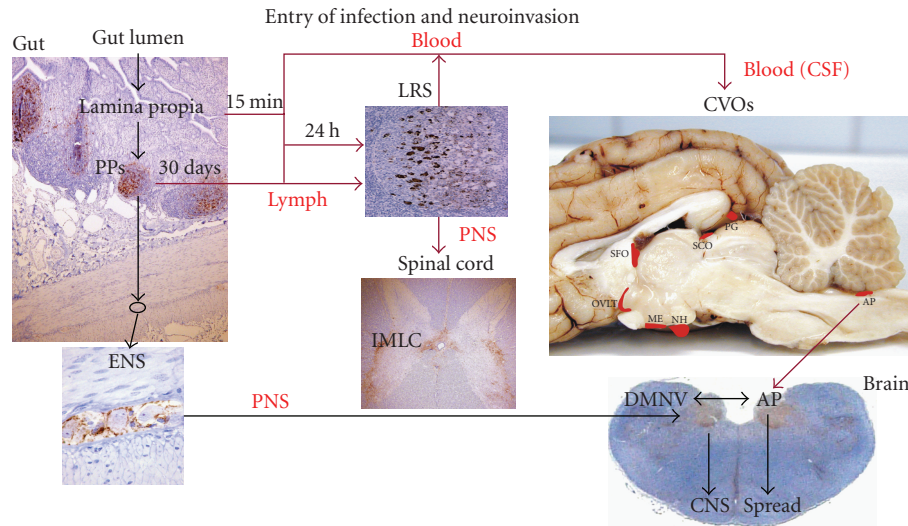 Entry of infection and neuroinvasion
Gut
Gut lumen
Blood
Blood (CSF)
Lamina propia
15 min
LRS
CVOs
24 h
PPs
30 days
Lymph
PNS
Spinal cord
IMLC
PG
SCO
SFO
OVLT
ME
NH
AP
ENS
PNS
Brain
DMNV
AP
CNS
Spread